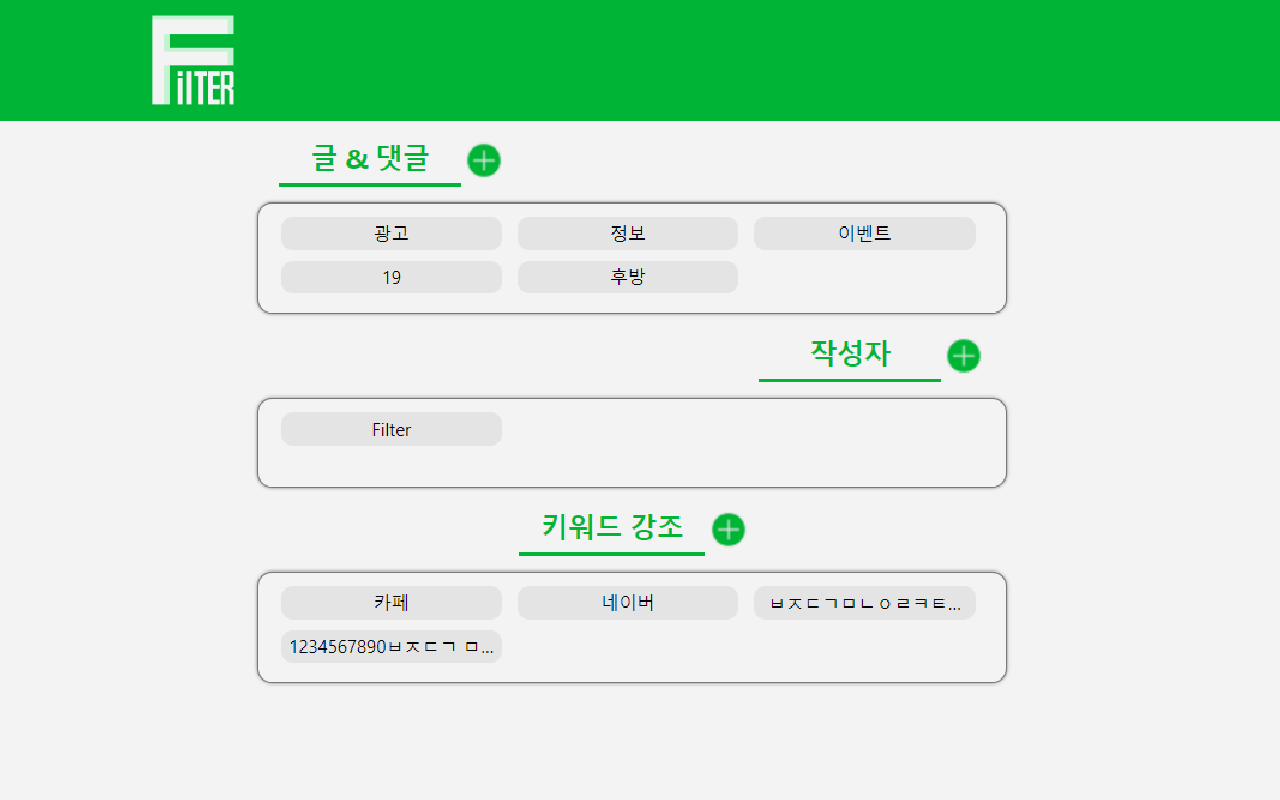 FilTER
글 & 댓글
광고 정보 이벤트
19 후방
작성자
Filter
키워드 강조
카페 네이버 ㅂㅈㄷㄱㅁㄴㅇㄹㅋㅌ...
1234567890ㅂㅈㄷㄱ ㅁ...